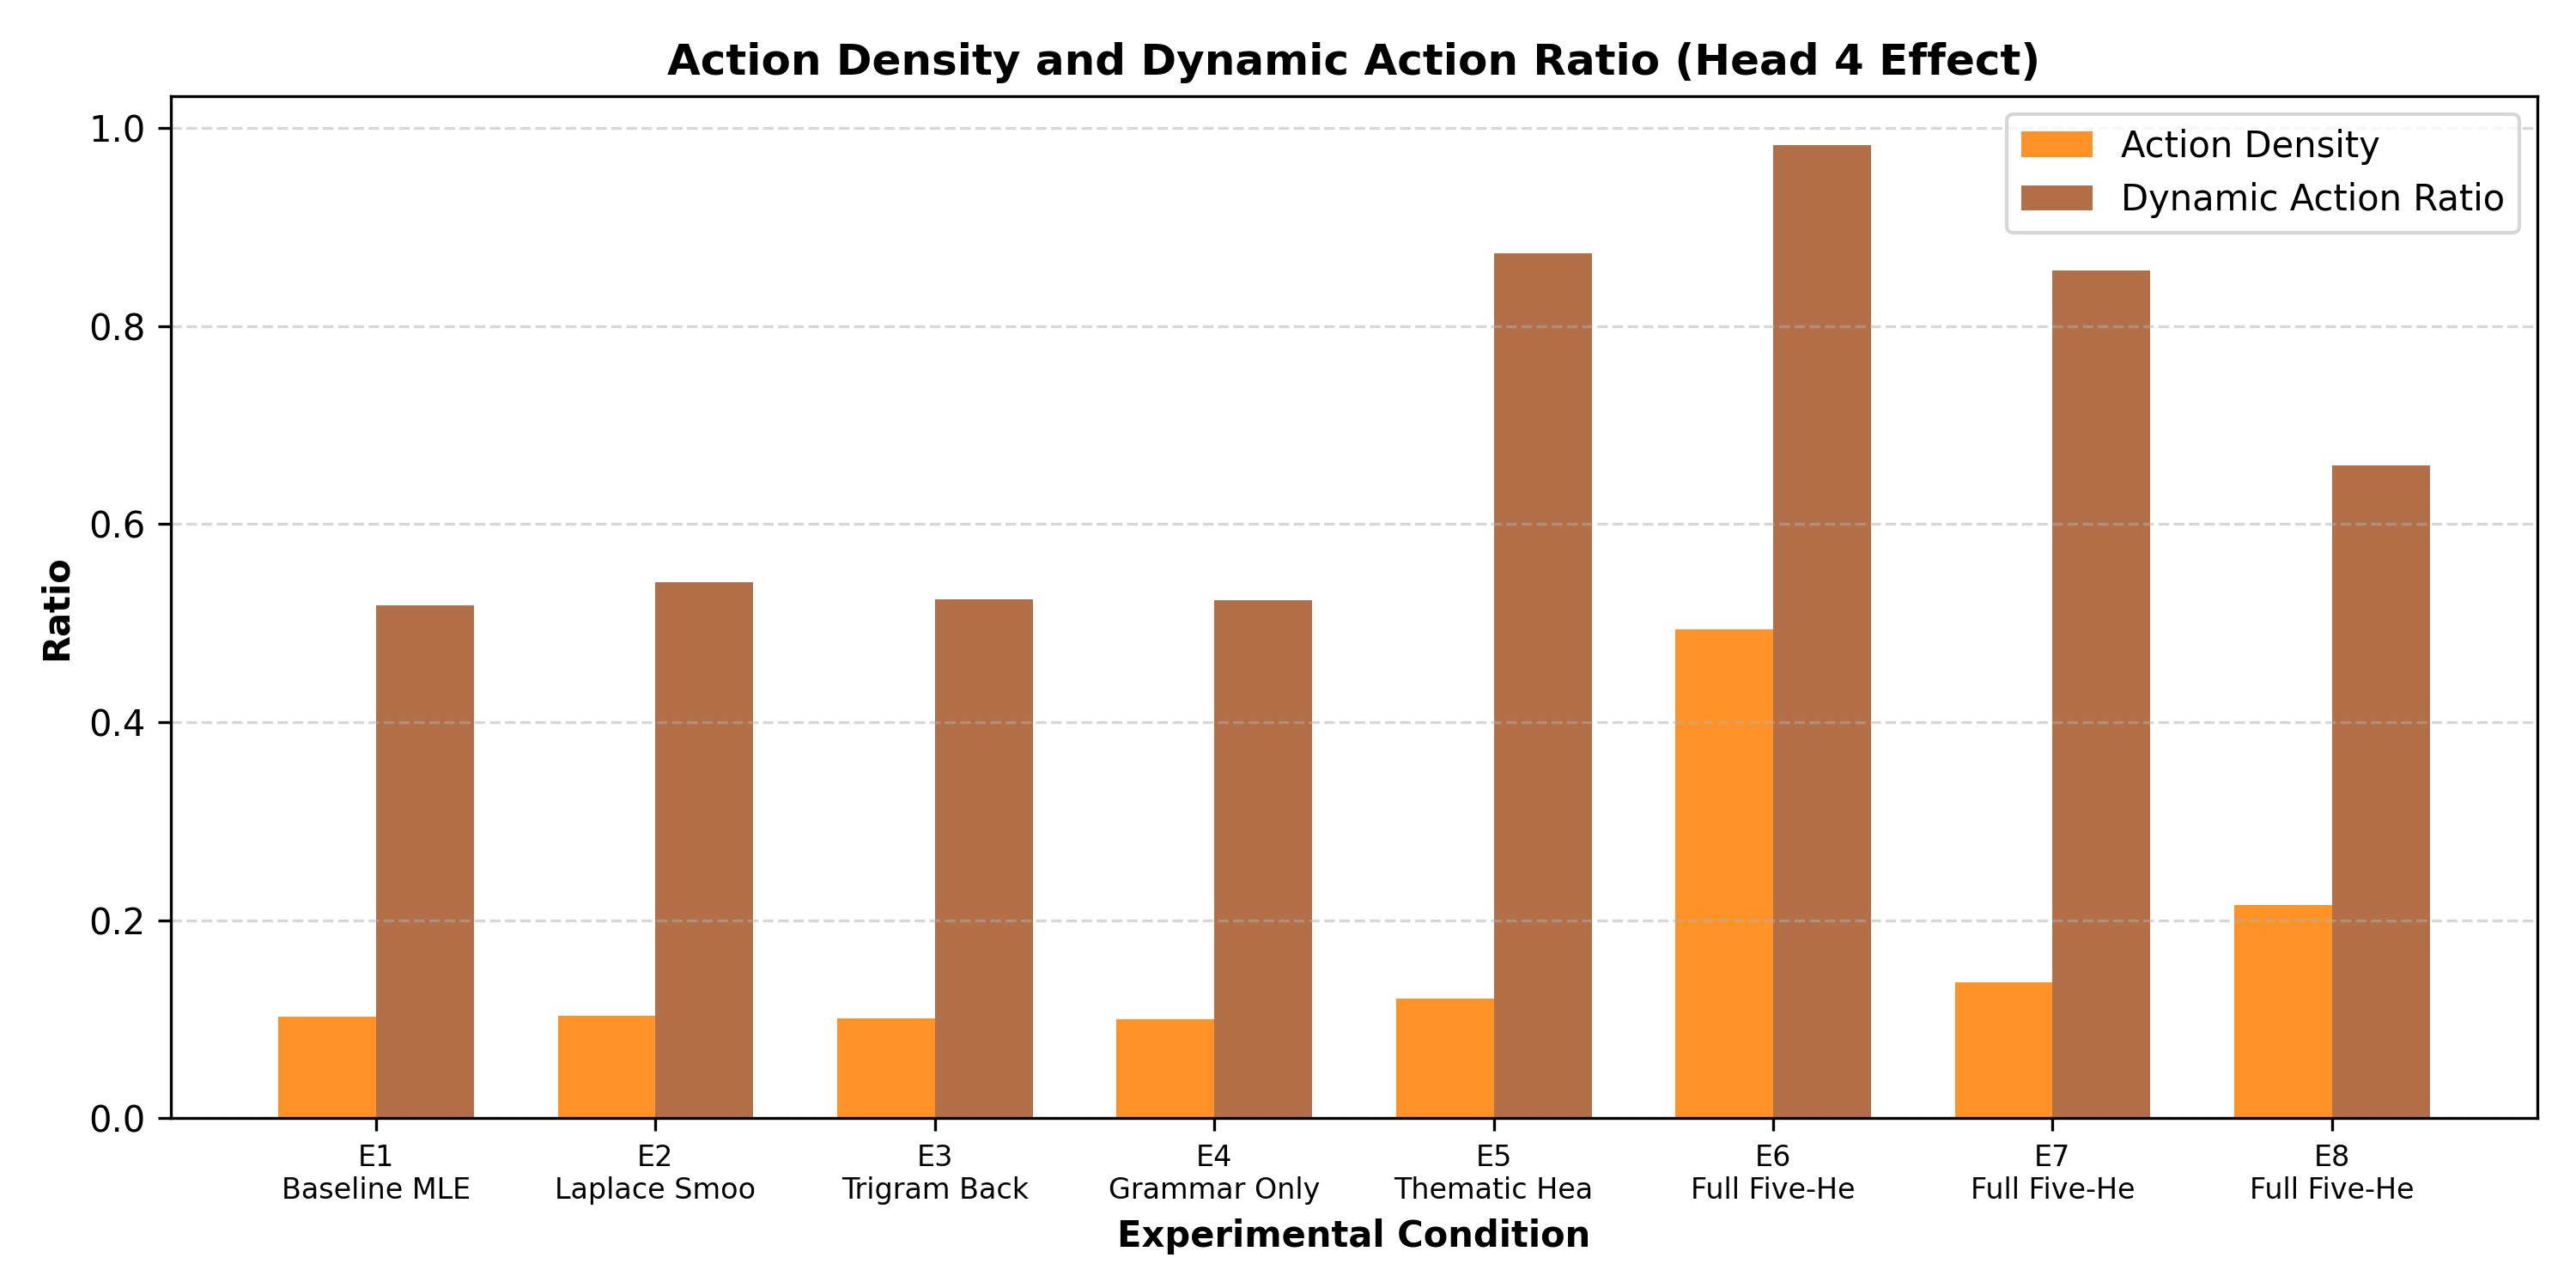 Action Density and Dynamic Action Ratio (Head 4 Effect)
Action Density
Dynamic Action Ratio
Ratio
1.0
0.8
0.6
0.4
0.2
0.0
E1
Baseline MLE
E2
Laplace Smoo
E3
Trigram Back
E4
Grammar Only
E5
Thematic Hea
E6
Full Five-He
E7
Full Five-He
E8
Full Five-He
Experimental Condition